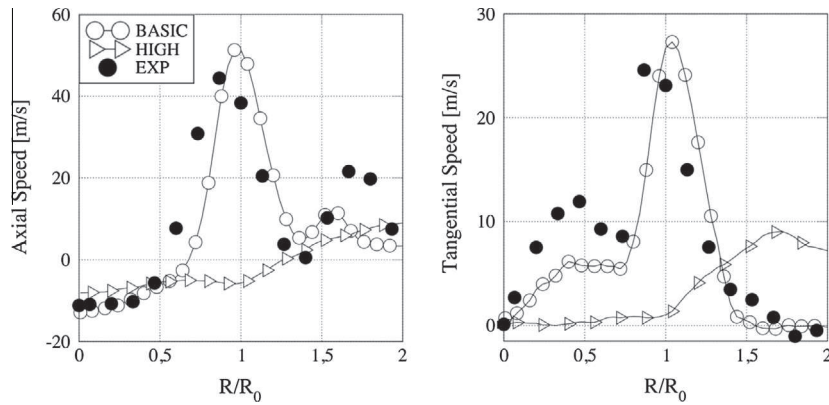 60
40
20
0
-20
Axial Speed [m/s]
BASIC
HIGH
EXP
0
0,5
1
1,5
2
R/R0
30
20
10
0
Tangential Speed [m/s]
0
0,5
1
1,5
2
R/R0